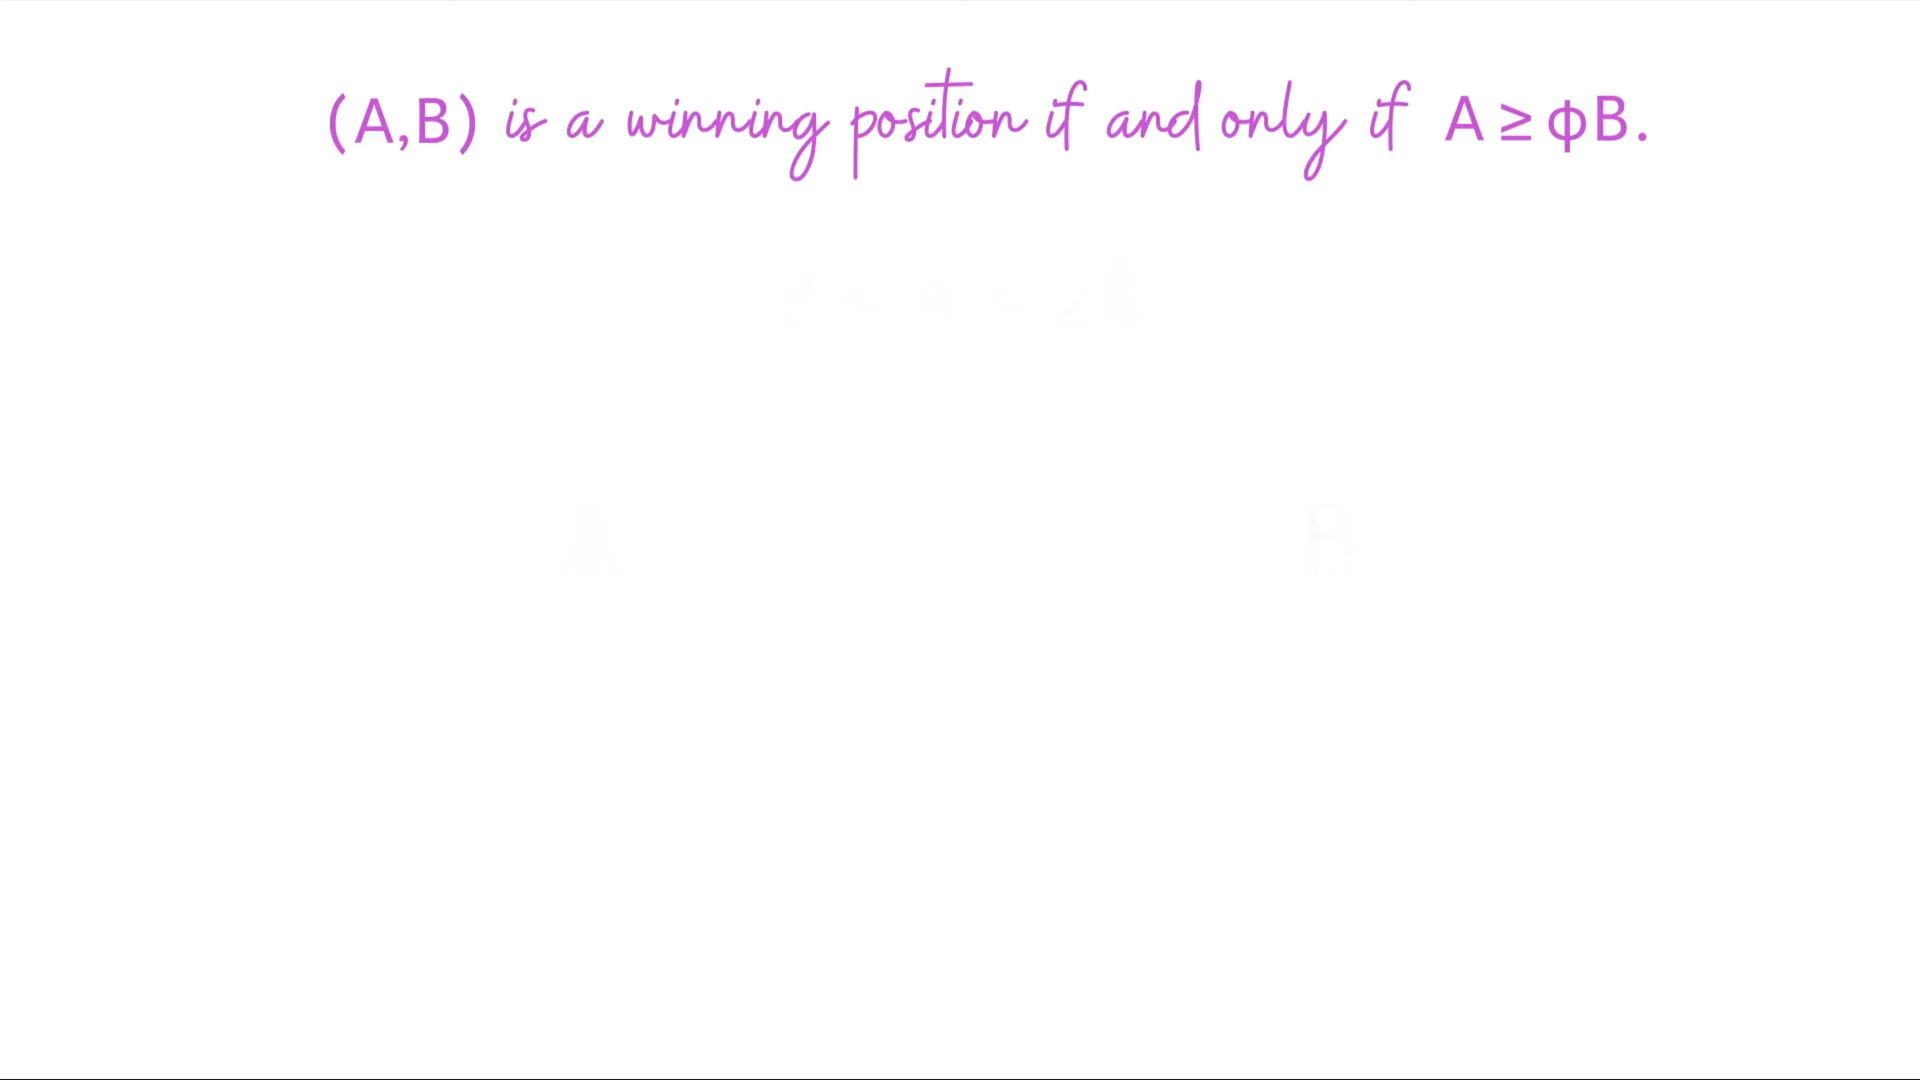 (A,B) is a winning position if and only if A ≥ ϕB.